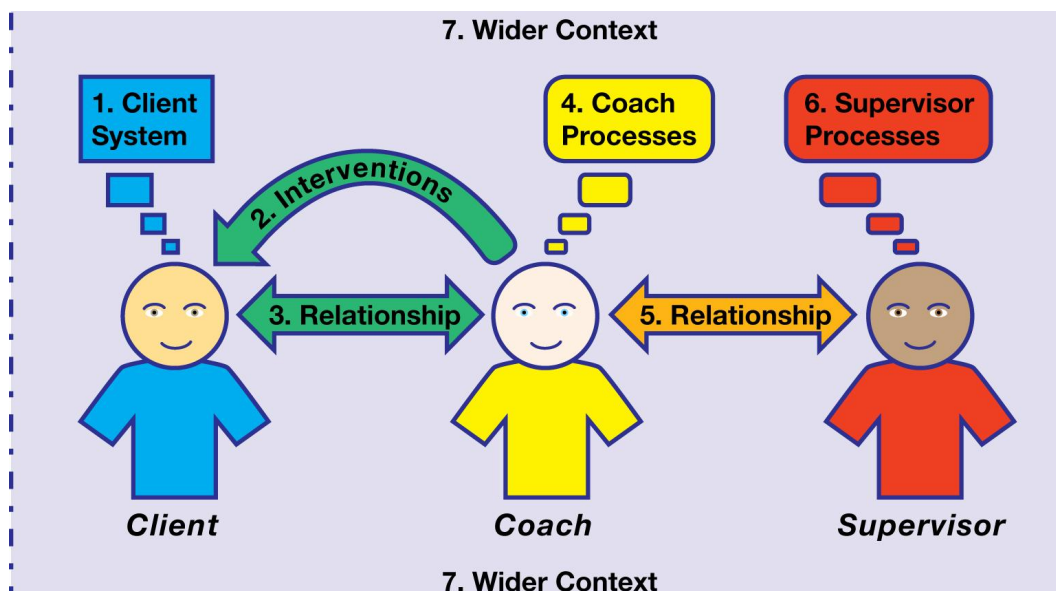 7. Wider Context
1. Client
System
4. Coach
Processes
6. Supervisor
Processes
2. Interventions
3. Relationship
5. Relationship
Client
Coach
Supervisor
7. Wider Context